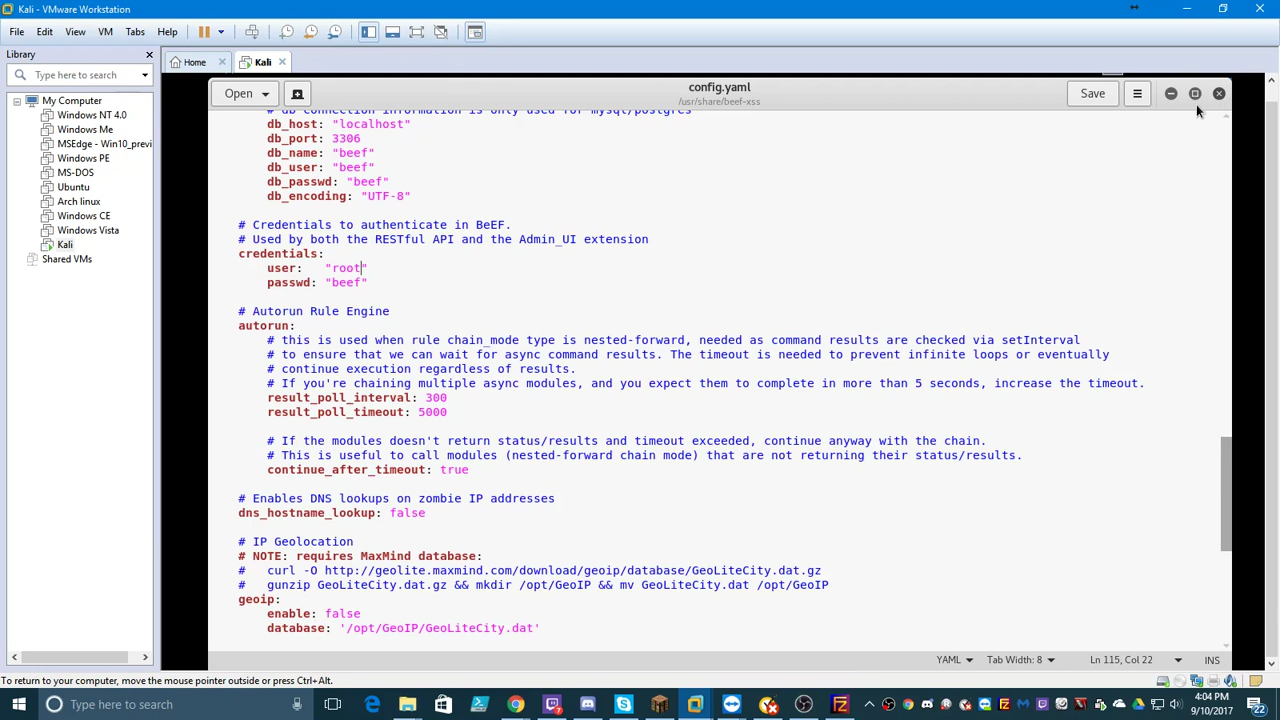 Kali - VMware Workstation
File Edit View VM Tabs Help
Library
Type here to search
Home
Kali
My Computer
Windows NT 4.0
Windows Me
MSEdge - Win10_previ
Windows PE
MS-DOS
Ubuntu
Arch linux
Windows CE
Windows Vista
Kali
Shared VMs
Open
config.yaml
/usr/share/beef-xss
Save
# db connection information is only used for mysql/postgres
db_host: "localhost"
db_port: 3306
db_name: "beef"
db_user: "beef"
db_passwd: "beef"
db_encoding: "UTF-8"
# Credentials to authenticate in BeEF.
# Used by both the RESTful API and the Admin_UI extension
credentials:
user: "root"
passwd: "beef"
# Autorun Rule Engine
autorun:
# this is used when rule chain_mode type is nested-forward, needed as command results are checked via setInterval
# to ensure that we can wait for async command results. The timeout is needed to prevent infinite loops or eventually
# continue execution regardless of results.
# If you're chaining multiple async modules, and you expect them to complete in more than 5 seconds, increase the timeout.
result_poll_interval: 300
result_poll_timeout: 5000
# If the modules doesn't return status/results and timeout exceeded, continue anyway with the chain.
# This is useful to call modules (nested-forward chain mode) that are not returning their status/results.
continue_after_timeout: true
# Enables DNS lookups on zombie IP addresses
dns_hostname_lookup: false
# IP Geolocation
# NOTE: requires MaxMind database:
# curl -O http://geolite.maxmind.com/download/geoip/database/GeoLiteCity.dat.gz
# gunzip GeoLiteCity.dat.gz && mkdir /opt/GeoIP && mv GeoLiteCity.dat /opt/GeoIP
geoip:
enable: false
database: '/opt/GeoIP/GeoLiteCity.dat'
YAML Tab Width: 8 Ln 115, Col 22 INS
To return to your computer, move the mouse pointer outside or press Ctrl+Alt.
Type here to search
4:04 PM
9/10/2017
22